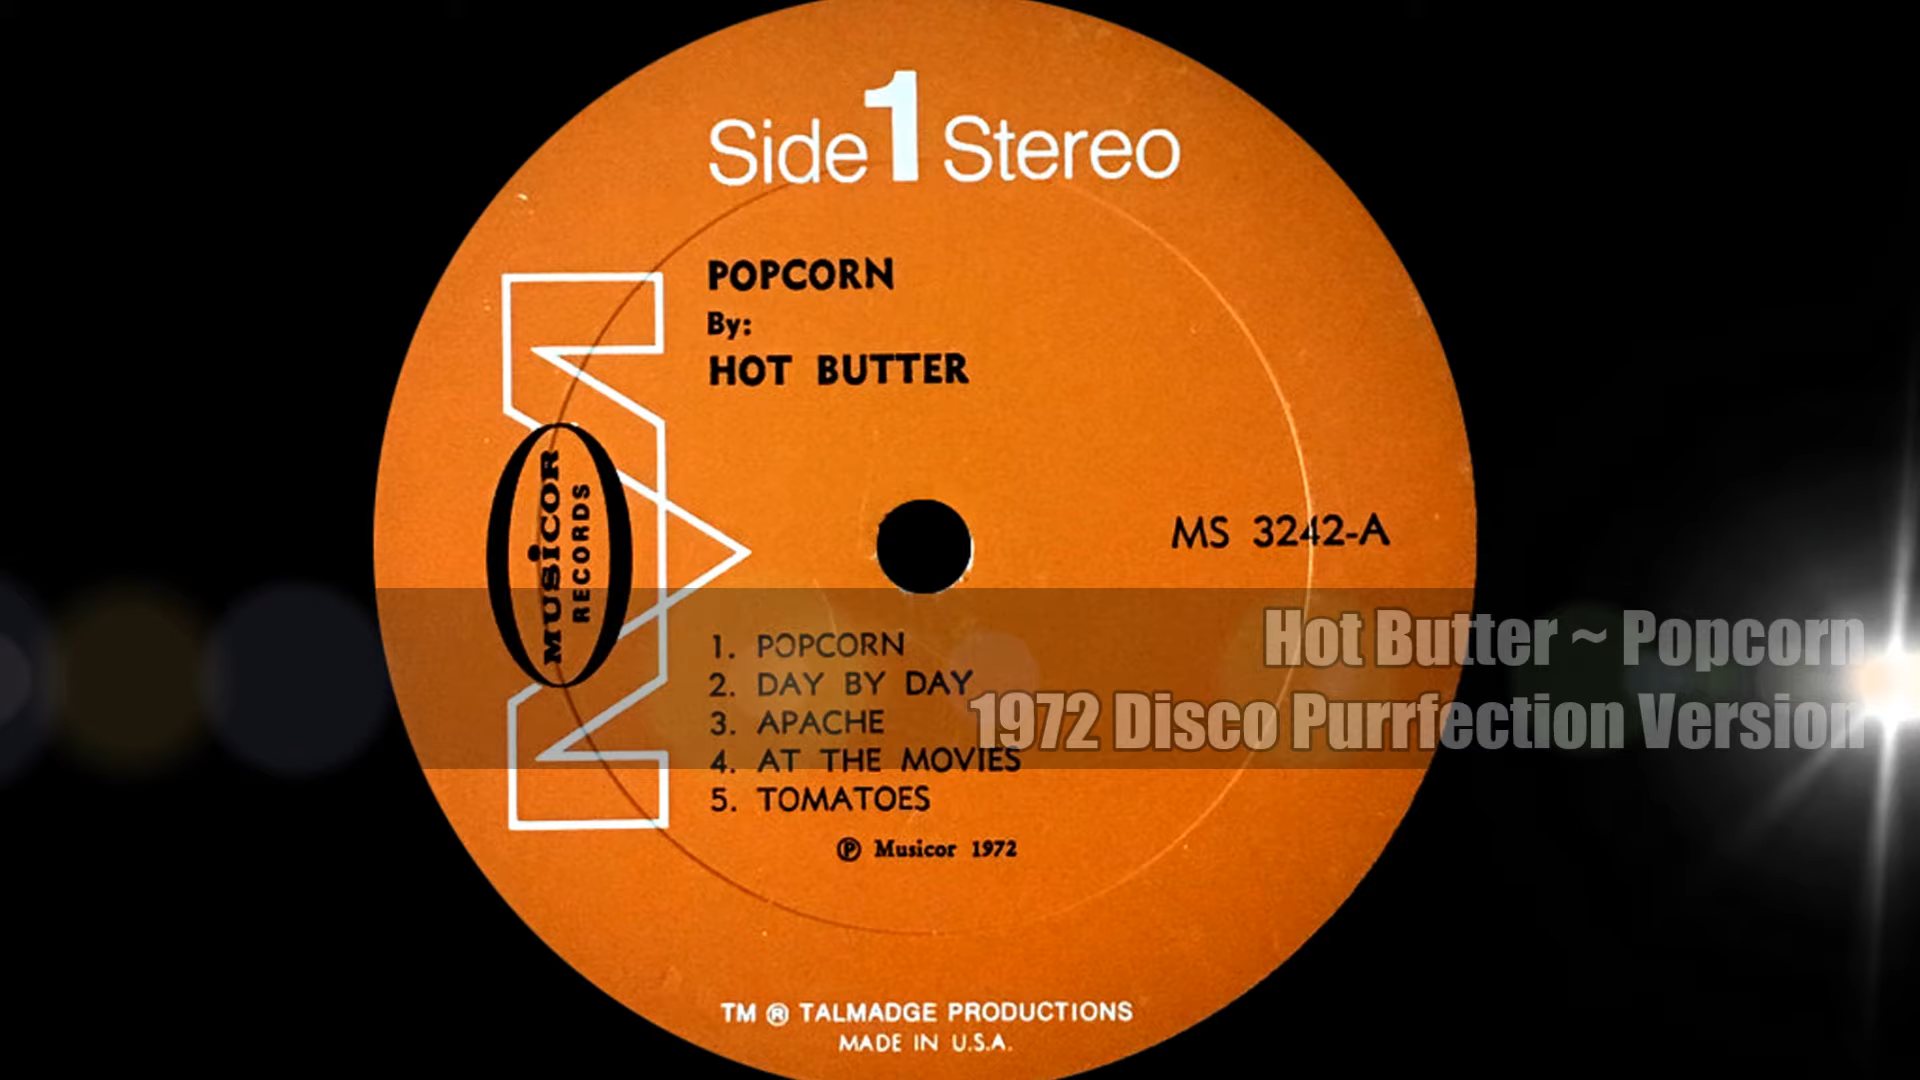 Side 1 Stereo
POPCORN
By:
HOT BUTTER
MUSICOR
RECORDS
MS 3242-A
1. POPCORN
2. DAY BY DAY
3. APACHE
4. AT THE MOVIES
5. TOMATOES
℗ Musicor 1972
Hot Butter ~ Popcorn
1972 Disco Purrfection Version
TM ® TALMADGE PRODUCTIONS
MADE IN U.S.A.